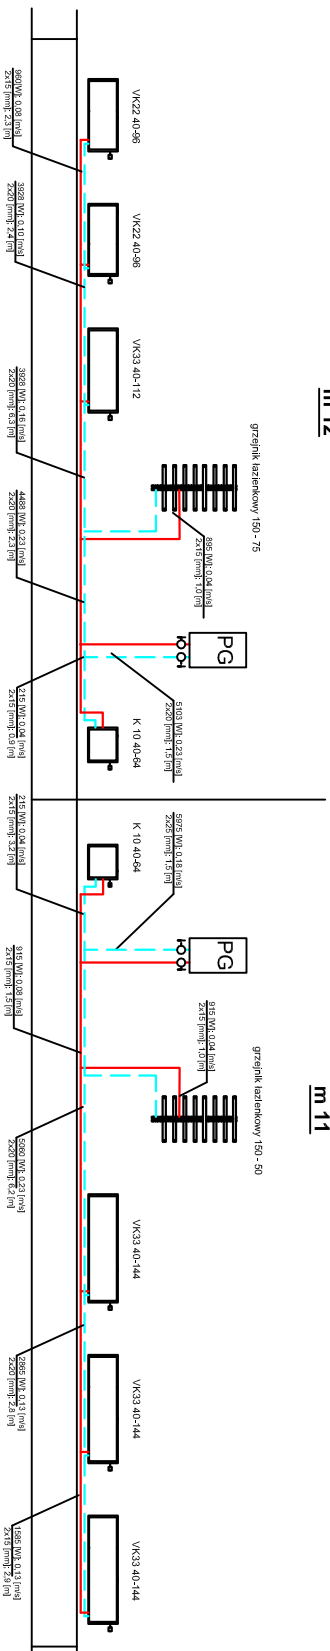 m 12
m 11
grzejnik łazienkowy 150 - 75
grzejnik łazienkowy 150 - 50
895 [W]; 0,04 [m/s]
2x15 [mm]; 1,0 [m]
PG
5103 [W]; 0,23 [m/s]
2x20 [mm]; 1,5 [m]
5975 [W]; 0,18 [m/s]
2x25 [mm]; 1,5 [m]
PG
915 [W]; 0,04 [m/s]
2x15 [mm]; 1,0 [m]
VK22 40-96
VK22 40-96
VK33 40-112
K 10 40-64
K 10 40-64
VK33 40-144
VK33 40-144
VK33 40-144
960[W]; 0,08 [m/s]
2x15 [mm]; 2,3 [m]
3928 [W]; 0,10 [m/s]
2x20 [mm]; 2,4 [m]
3928 [W]; 0,16 [m/s]
2x20 [mm]; 6,3 [m]
4488 [W]; 0,23 [m/s]
2x20 [mm]; 2,3 [m]
215 [W]; 0,04 [m/s]
2x15 [mm]; 0,9 [m]
215 [W]; 0,04 [m/s]
2x15 [mm]; 3,2 [m]
915 [W]; 0,08 [m/s]
2x15 [mm]; 1,5 [m]
5060 [W]; 0,23 [m/s]
2x20 [mm]; 6,2 [m]
2865 [W]; 0,13 [m/s]
2x20 [mm]; 2,8 [m]
1585 [W]; 0,13 [m/s]
2x15 [mm]; 2,9 [m]